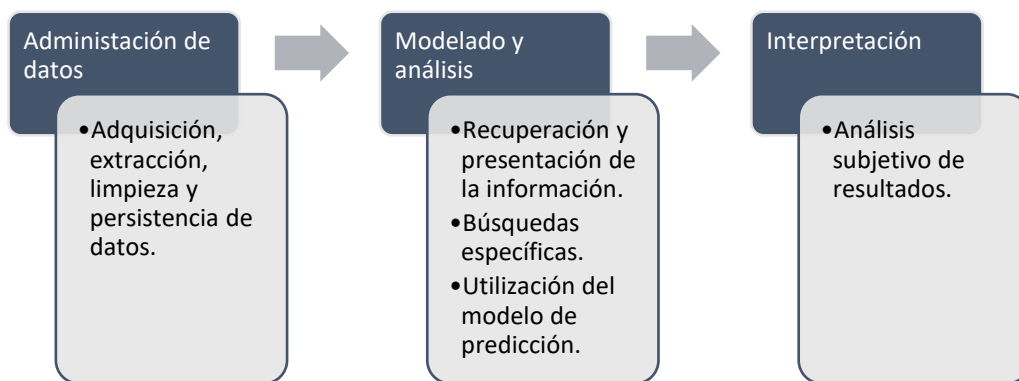 Administación de
datos
•Adquisición,
extracción,
limpieza y
persistencia de
datos.
Modelado y
análisis
•Recuperación y
presentación de
la información.
•Búsquedas
específicas.
•Utilización del
modelo de
predicción.
Interpretación
•Análisis
subjetivo de
resultados.